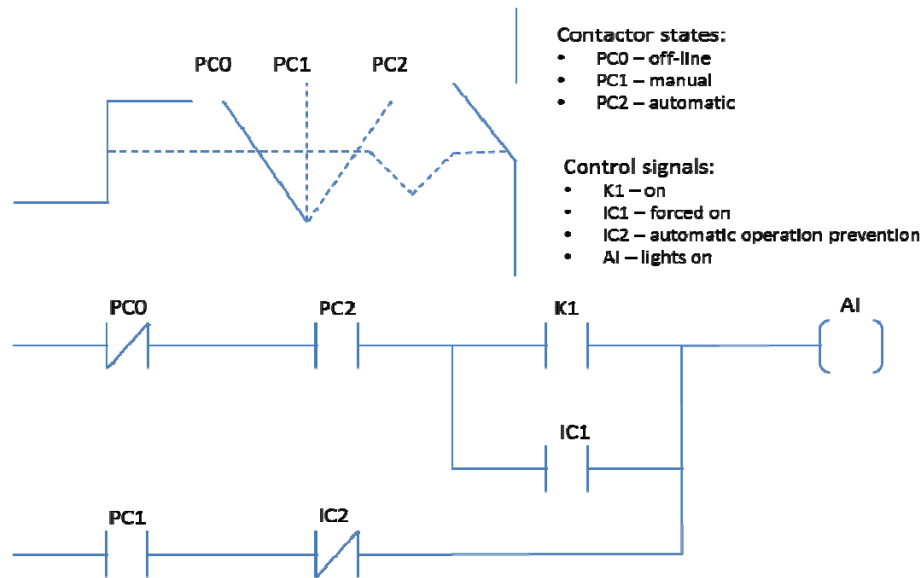 PC0 PC1 PC2
Contactor states:
• PC0 – off-line
• PC1 – manual
• PC2 – automatic
Control signals:
• K1 – on
• IC1 – forced on
• IC2 – automatic operation prevention
• AI – lights on
PC0 PC2 K1 AI
IC1
PC1 IC2